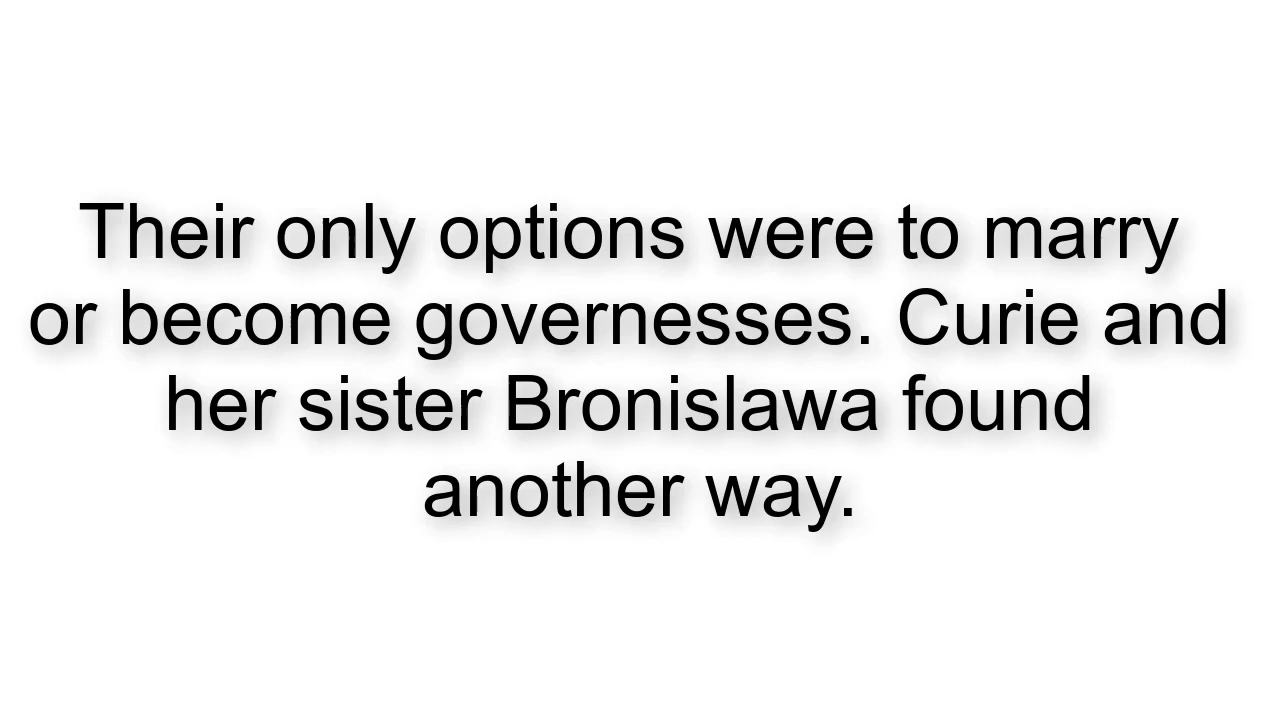 Their only options were to marry
or become governesses. Curie and
her sister Bronislawa found
another way.